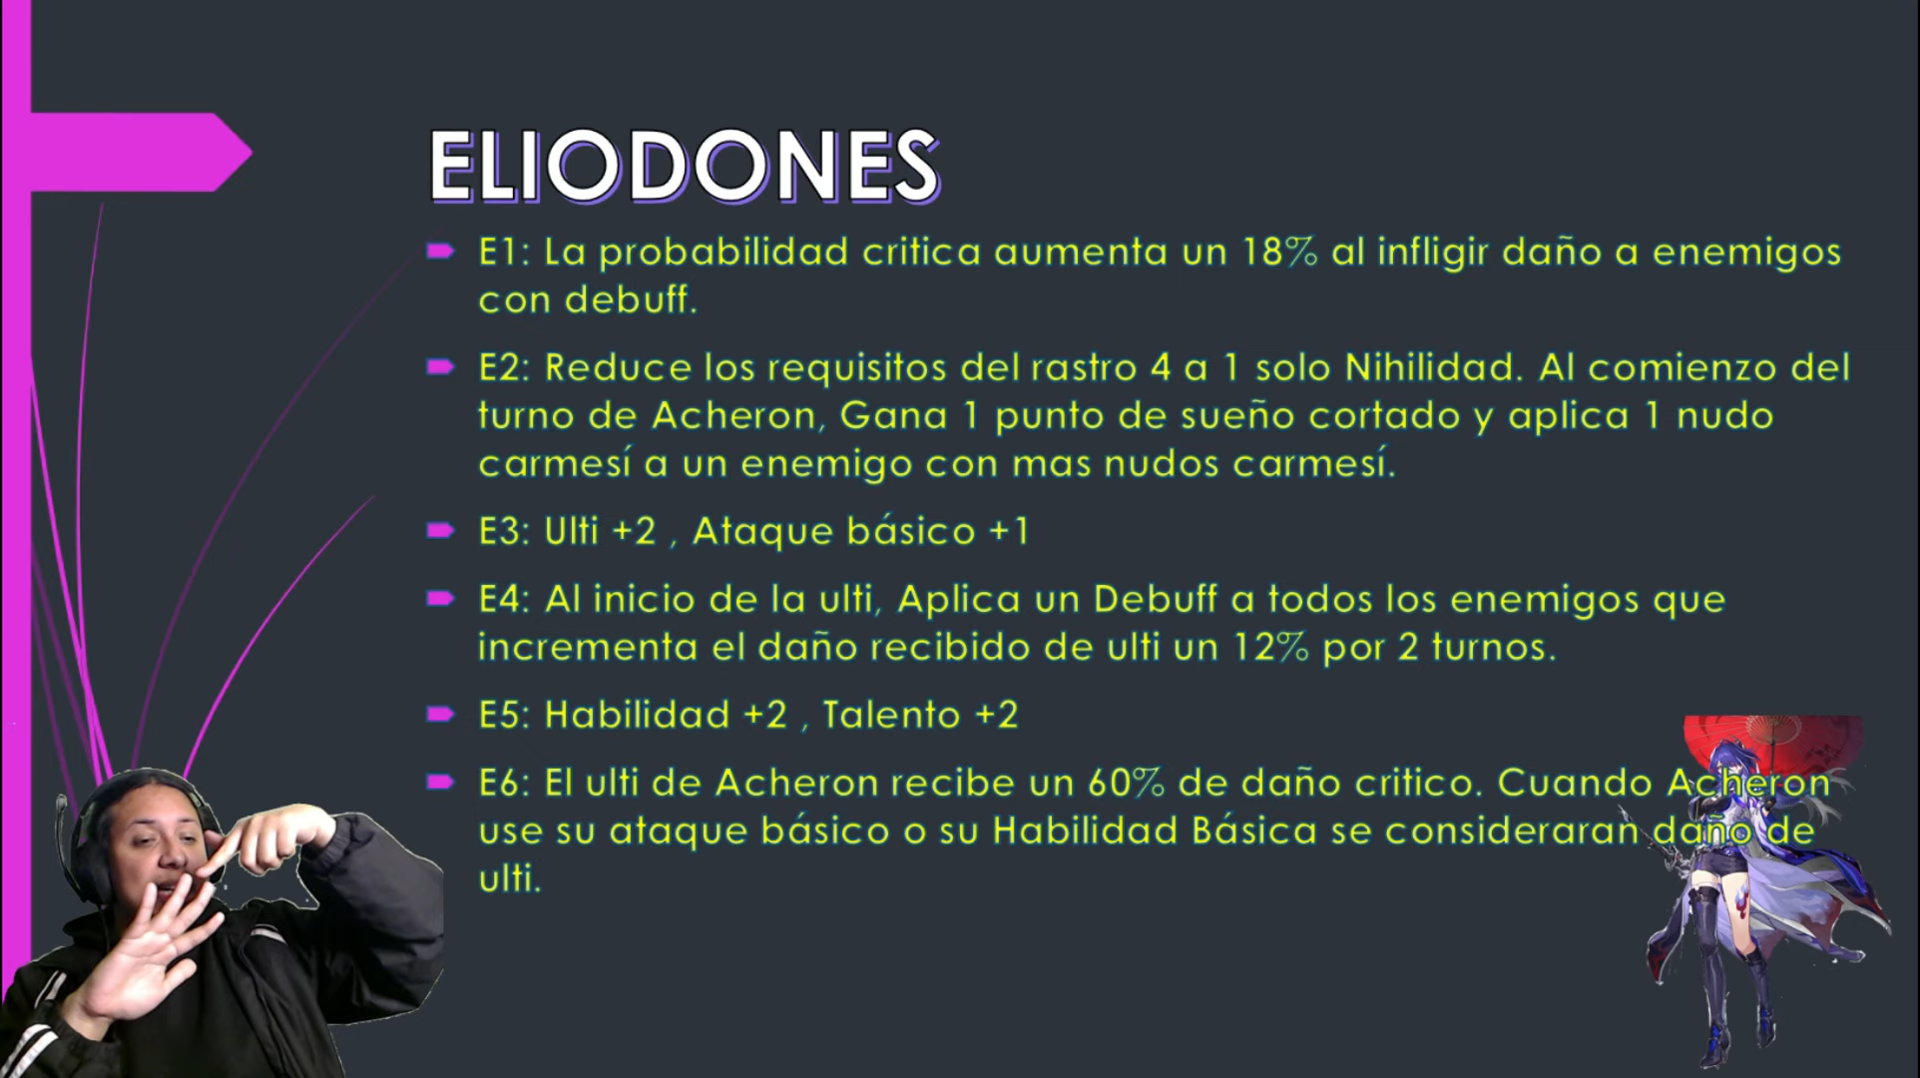 ELIODONES
E1: La probabilidad critica aumenta un 18% al infligir daño a enemigos
con debuff.
E2: Reduce los requisitos del rastro 4 a 1 solo Nihilidad. Al comienzo del
turno de Acheron, Gana 1 punto de sueño cortado y aplica 1 nudo
carmesí a un enemigo con mas nudos carmesí.
E3: Ulti +2 , Ataque básico +1
E4: Al inicio de la ulti, Aplica un Debuff a todos los enemigos que
incrementa el daño recibido de ulti un 12% por 2 turnos.
E5: Habilidad +2 , Talento +2
E6: El ulti de Acheron recibe un 60% de daño critico. Cuando Acheron
use su ataque básico o su Habilidad Básica se consideraran daño de
ulti.